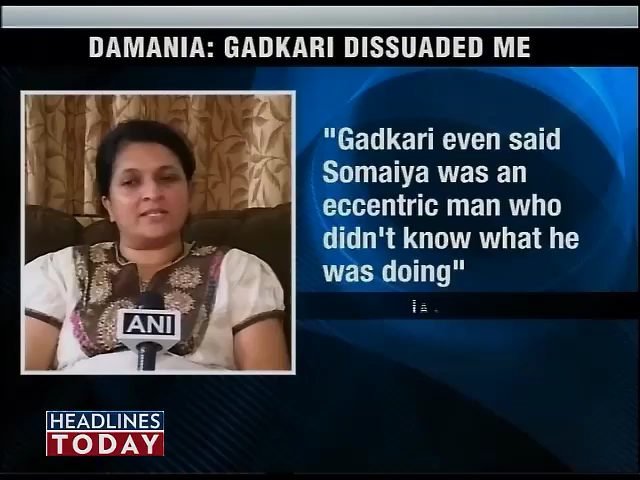 DAMANIA: GADKARI DISSUADED ME
"Gadkari even said
Somaiya was an
eccentric man who
didn't know what he
was doing"
ANI
HEADLINES
TODAY